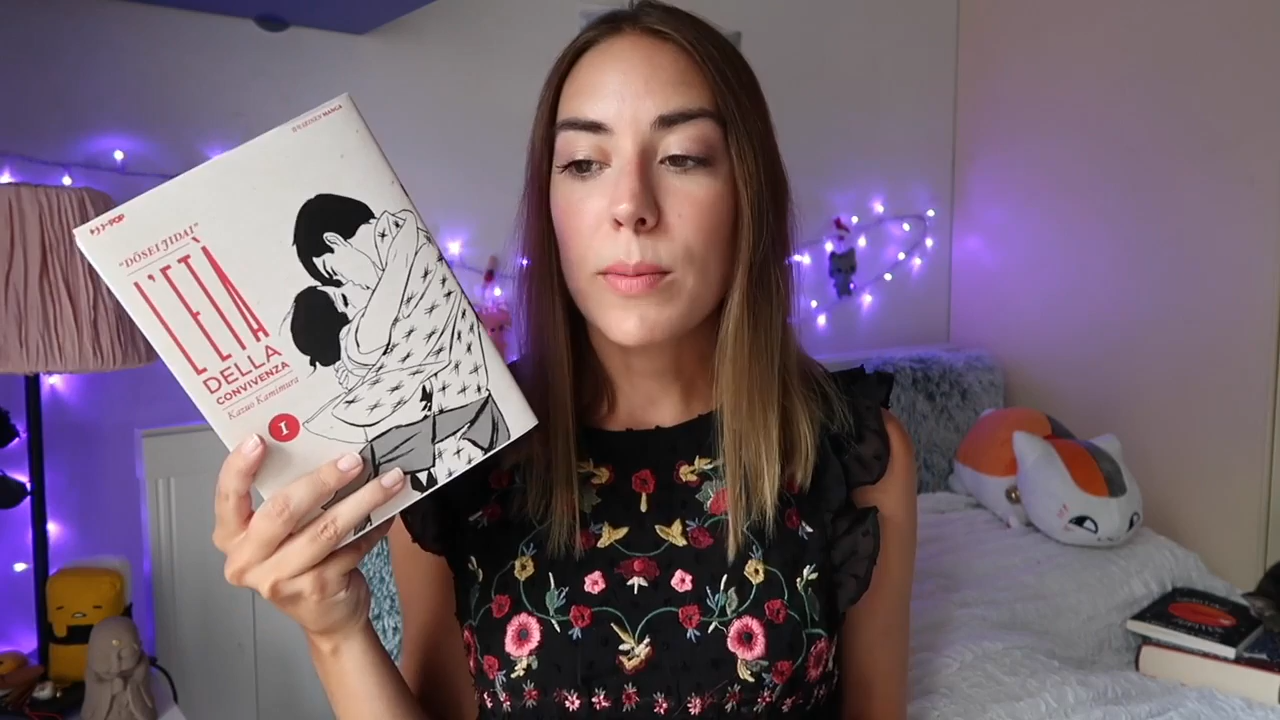 J-POP
"DŌSEI JIDAI"
L'ETÀ
DELLA
CONVIVENZA
Kazuo Kamimura
1